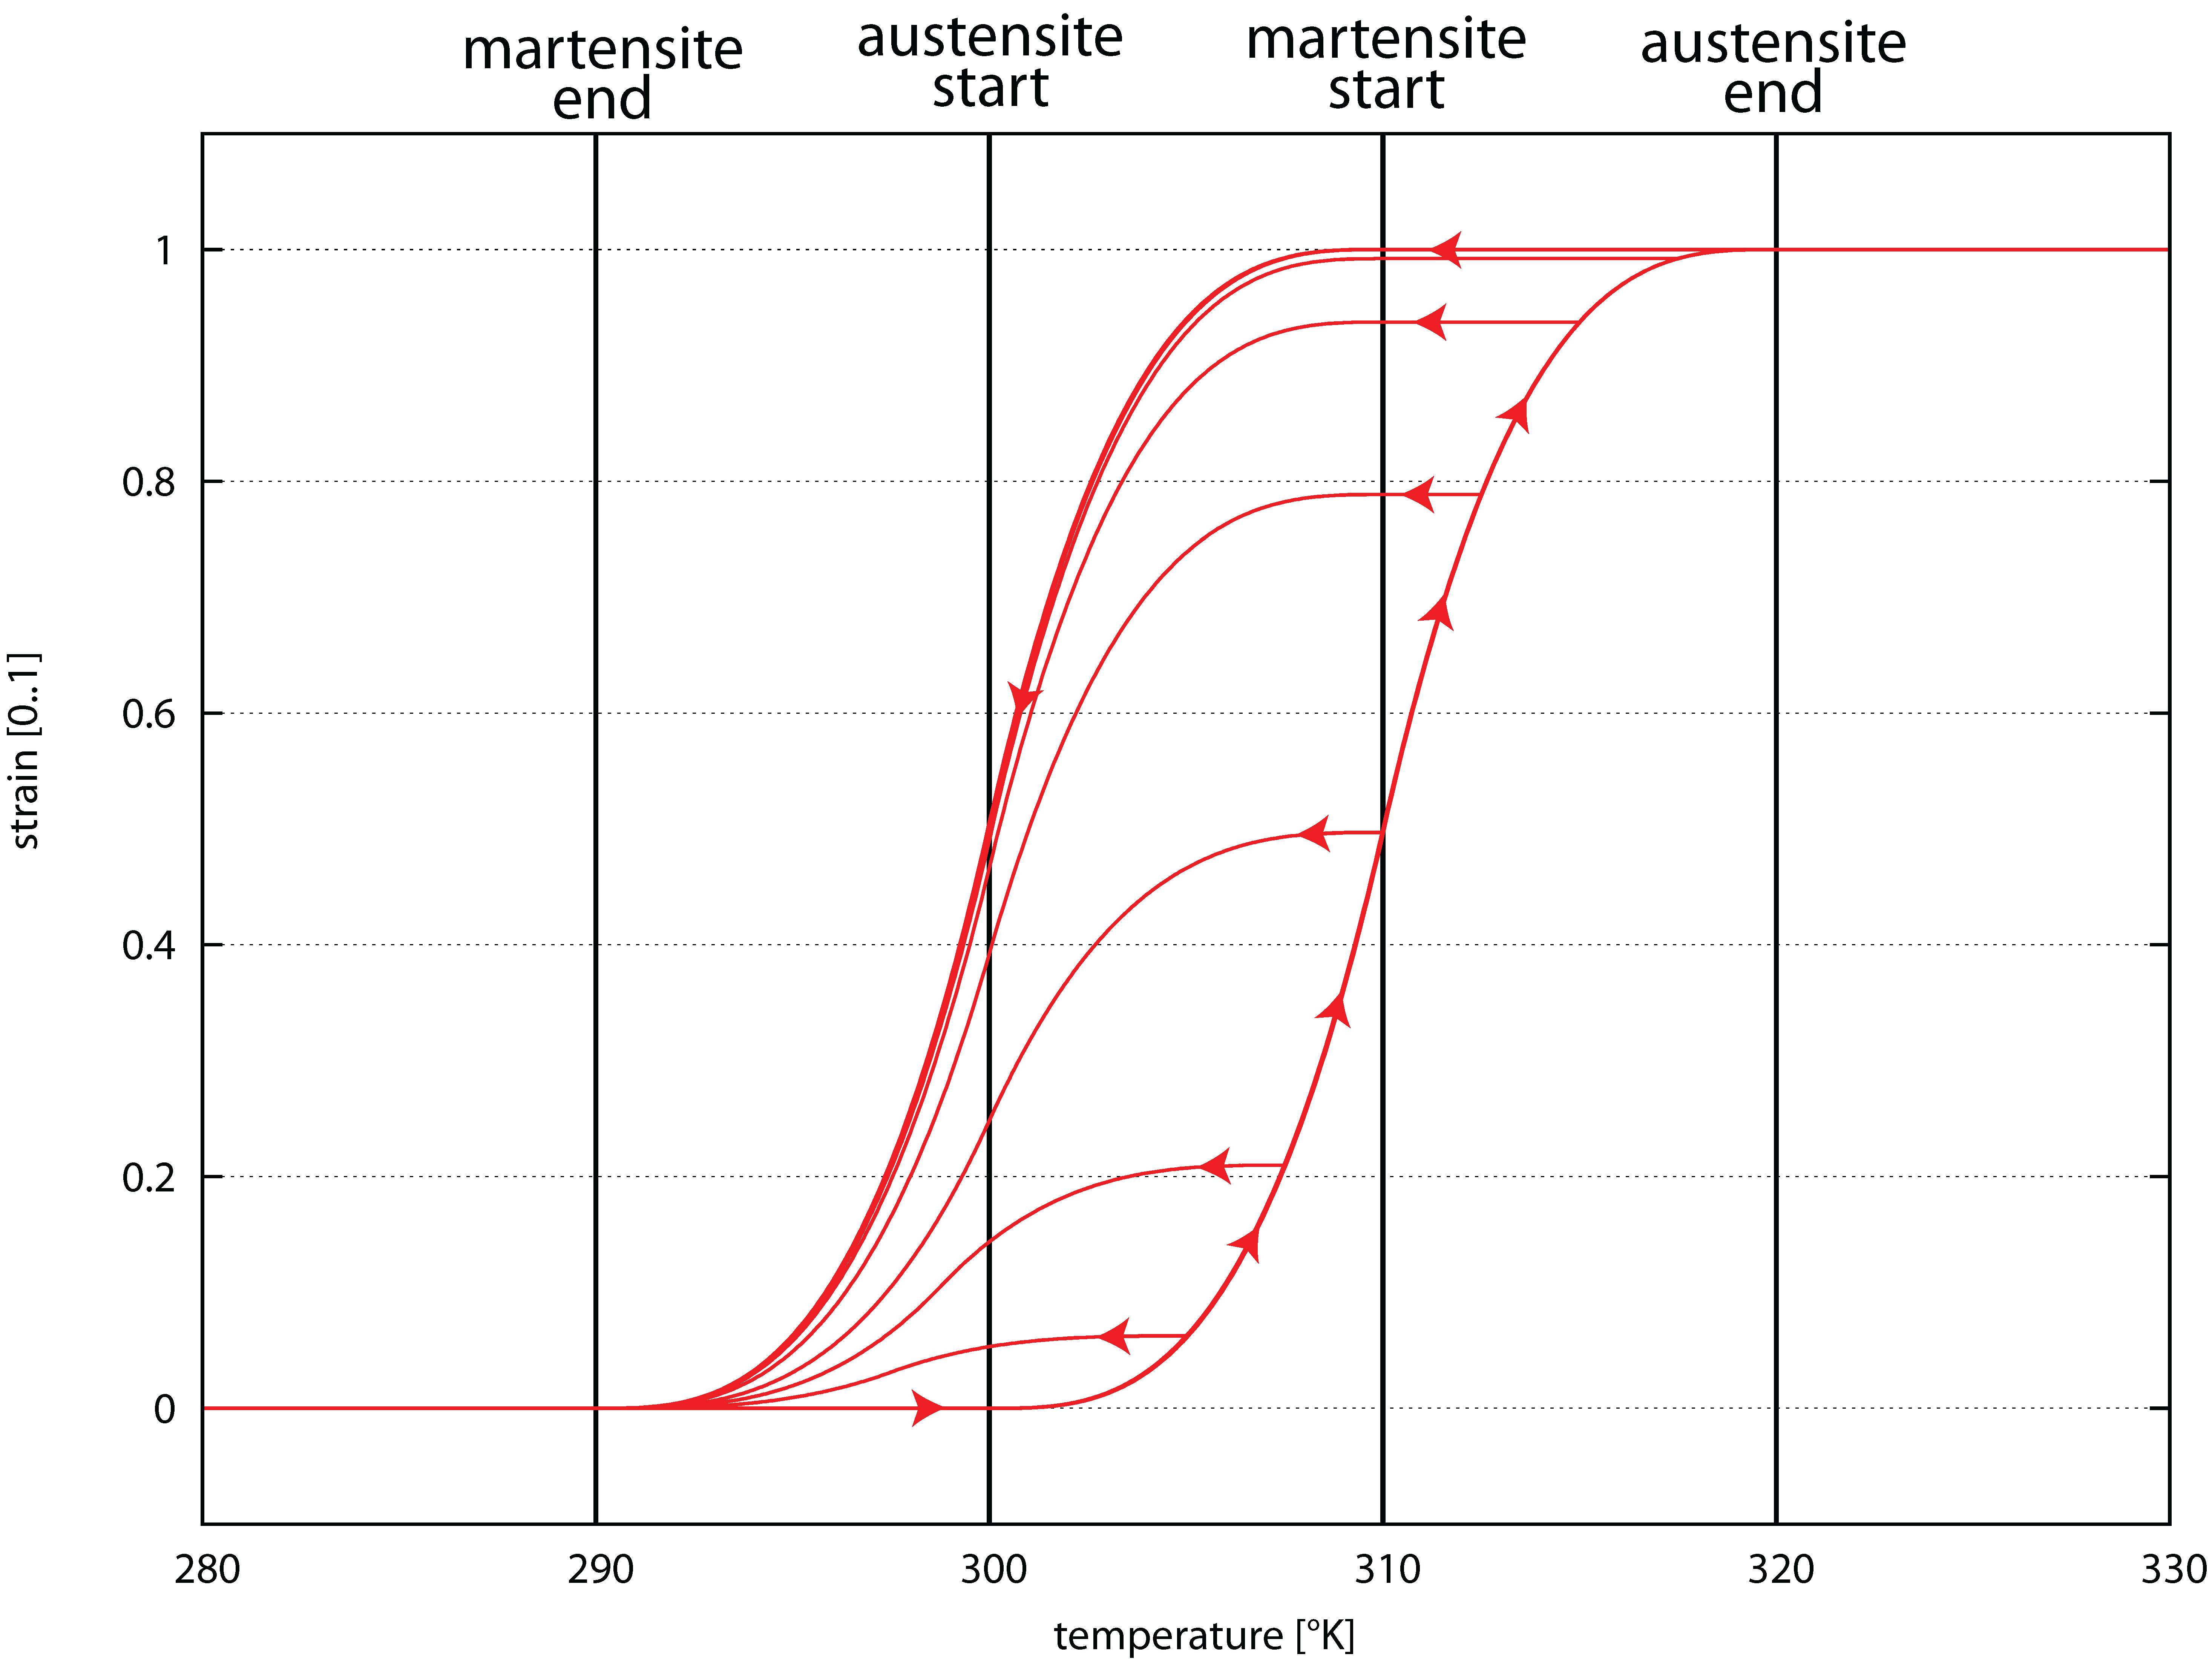 martensite
end
austensite
start
martensite
start
austensite
end
strain [0..1]
1
0.8
0.6
0.4
0.2
0
280
290
300
310
320
330
temperature [°K]